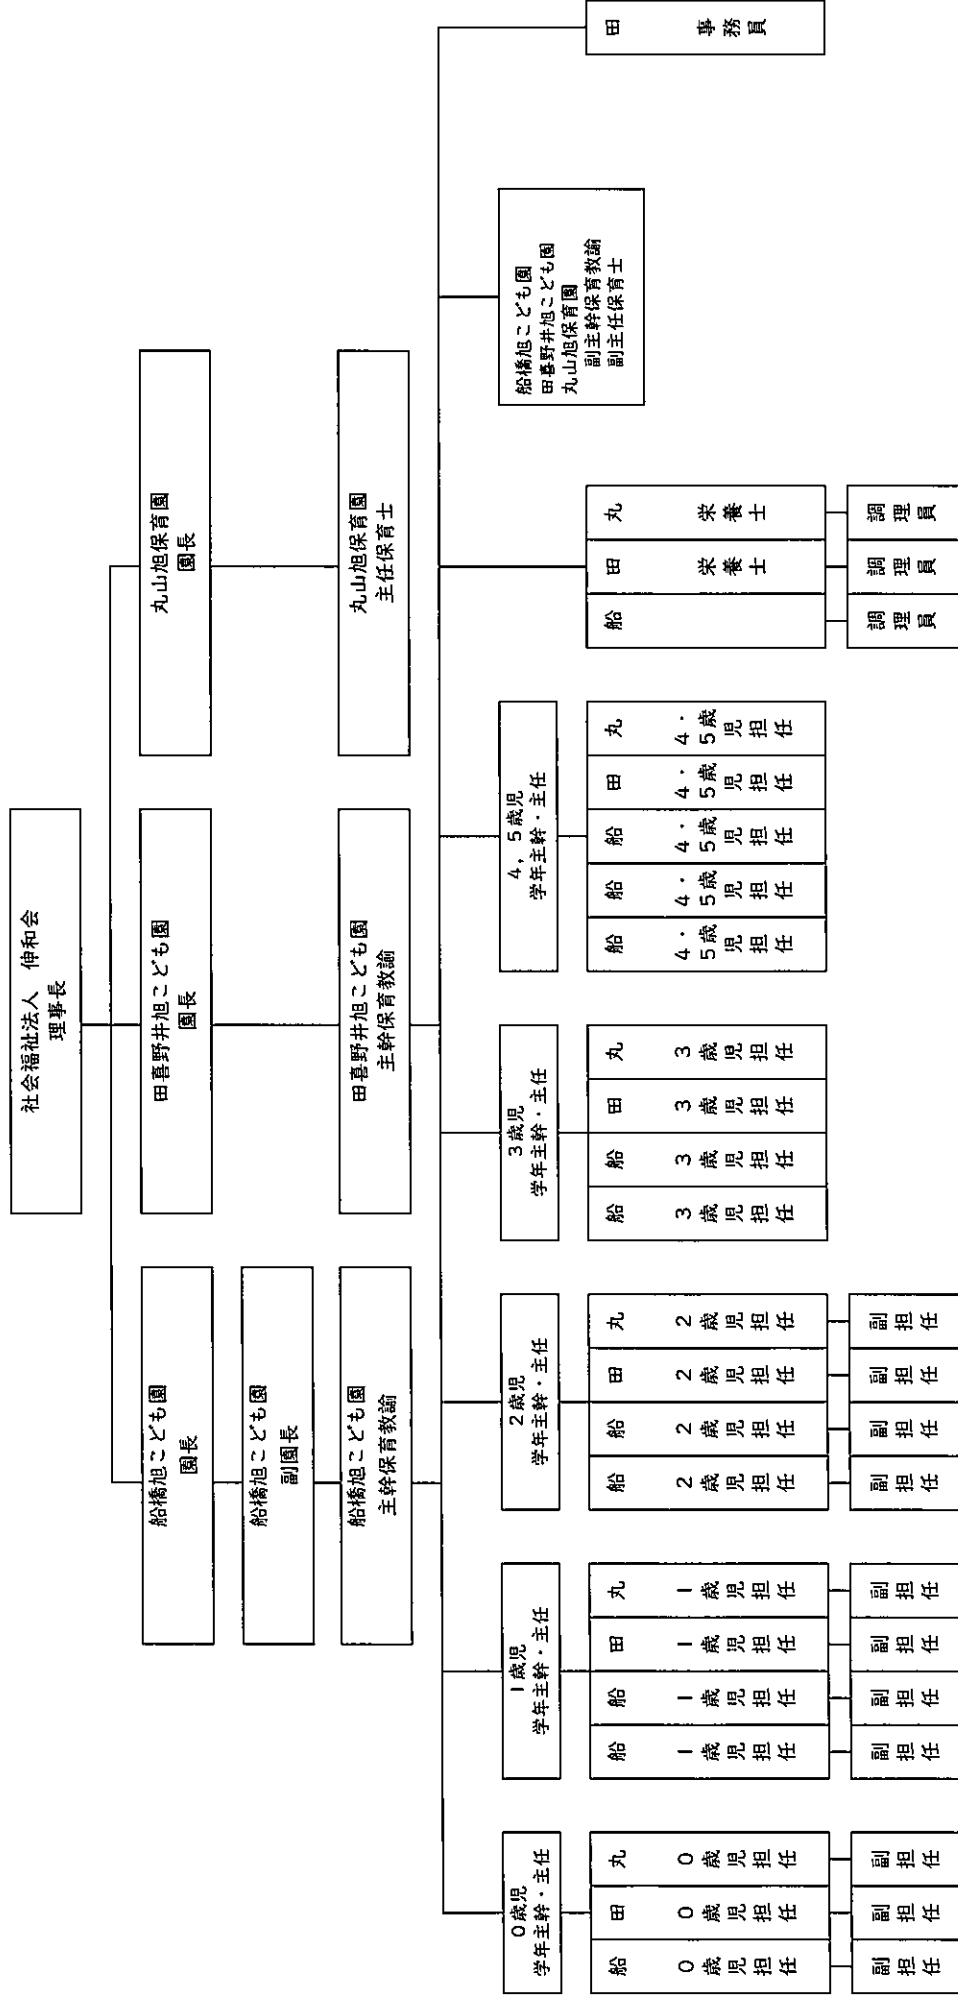 社会福祉法人 伸和会
理事長
船橋旭こども園
園長
田喜野井旭こども園
園長
丸山旭保育園
園長
船橋旭こども園
副園長
船橋旭こども園
主幹保育教諭
田喜野井旭こども園
主幹保育教諭
丸山旭保育園
主任保育士
0歳児
学年主幹・主任
1歳児
学年主幹・主任
2歳児
学年主幹・主任
3歳児
学年主幹・主任
4，5歳児
学年主幹・主任
船橋旭こども園
田喜野井旭こども園
丸山旭保育園
副主幹保育教諭
副主任保育士
船 0歳児担任
田 0歳児担任
丸 0歳児担任
船 1歳児担任
船 1歳児担任
田 1歳児担任
丸 1歳児担任
船 2歳児担任
船 2歳児担任
田 2歳児担任
丸 2歳児担任
船 3歳児担任
船 3歳児担任
田 3歳児担任
丸 3歳児担任
船 4・5歳児担任
船 4・5歳児担任
船 4・5歳児担任
田 4・5歳児担任
丸 4・5歳児担任
船
田 栄養士
丸 栄養士
田 事務員
副担任
副担任
副担任
副担任
副担任
副担任
副担任
副担任
副担任
副担任
副担任
調理員
調理員
調理員